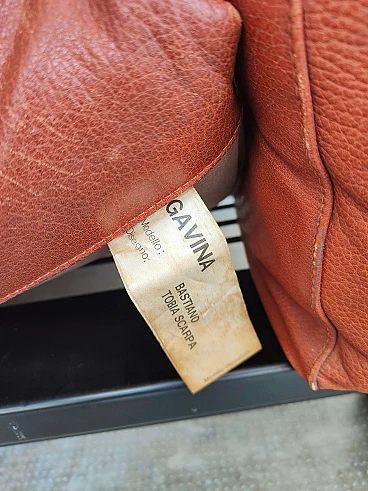 GAVINA
Modello:
Disegno:
BASTIANO
TOBIA SCARPA